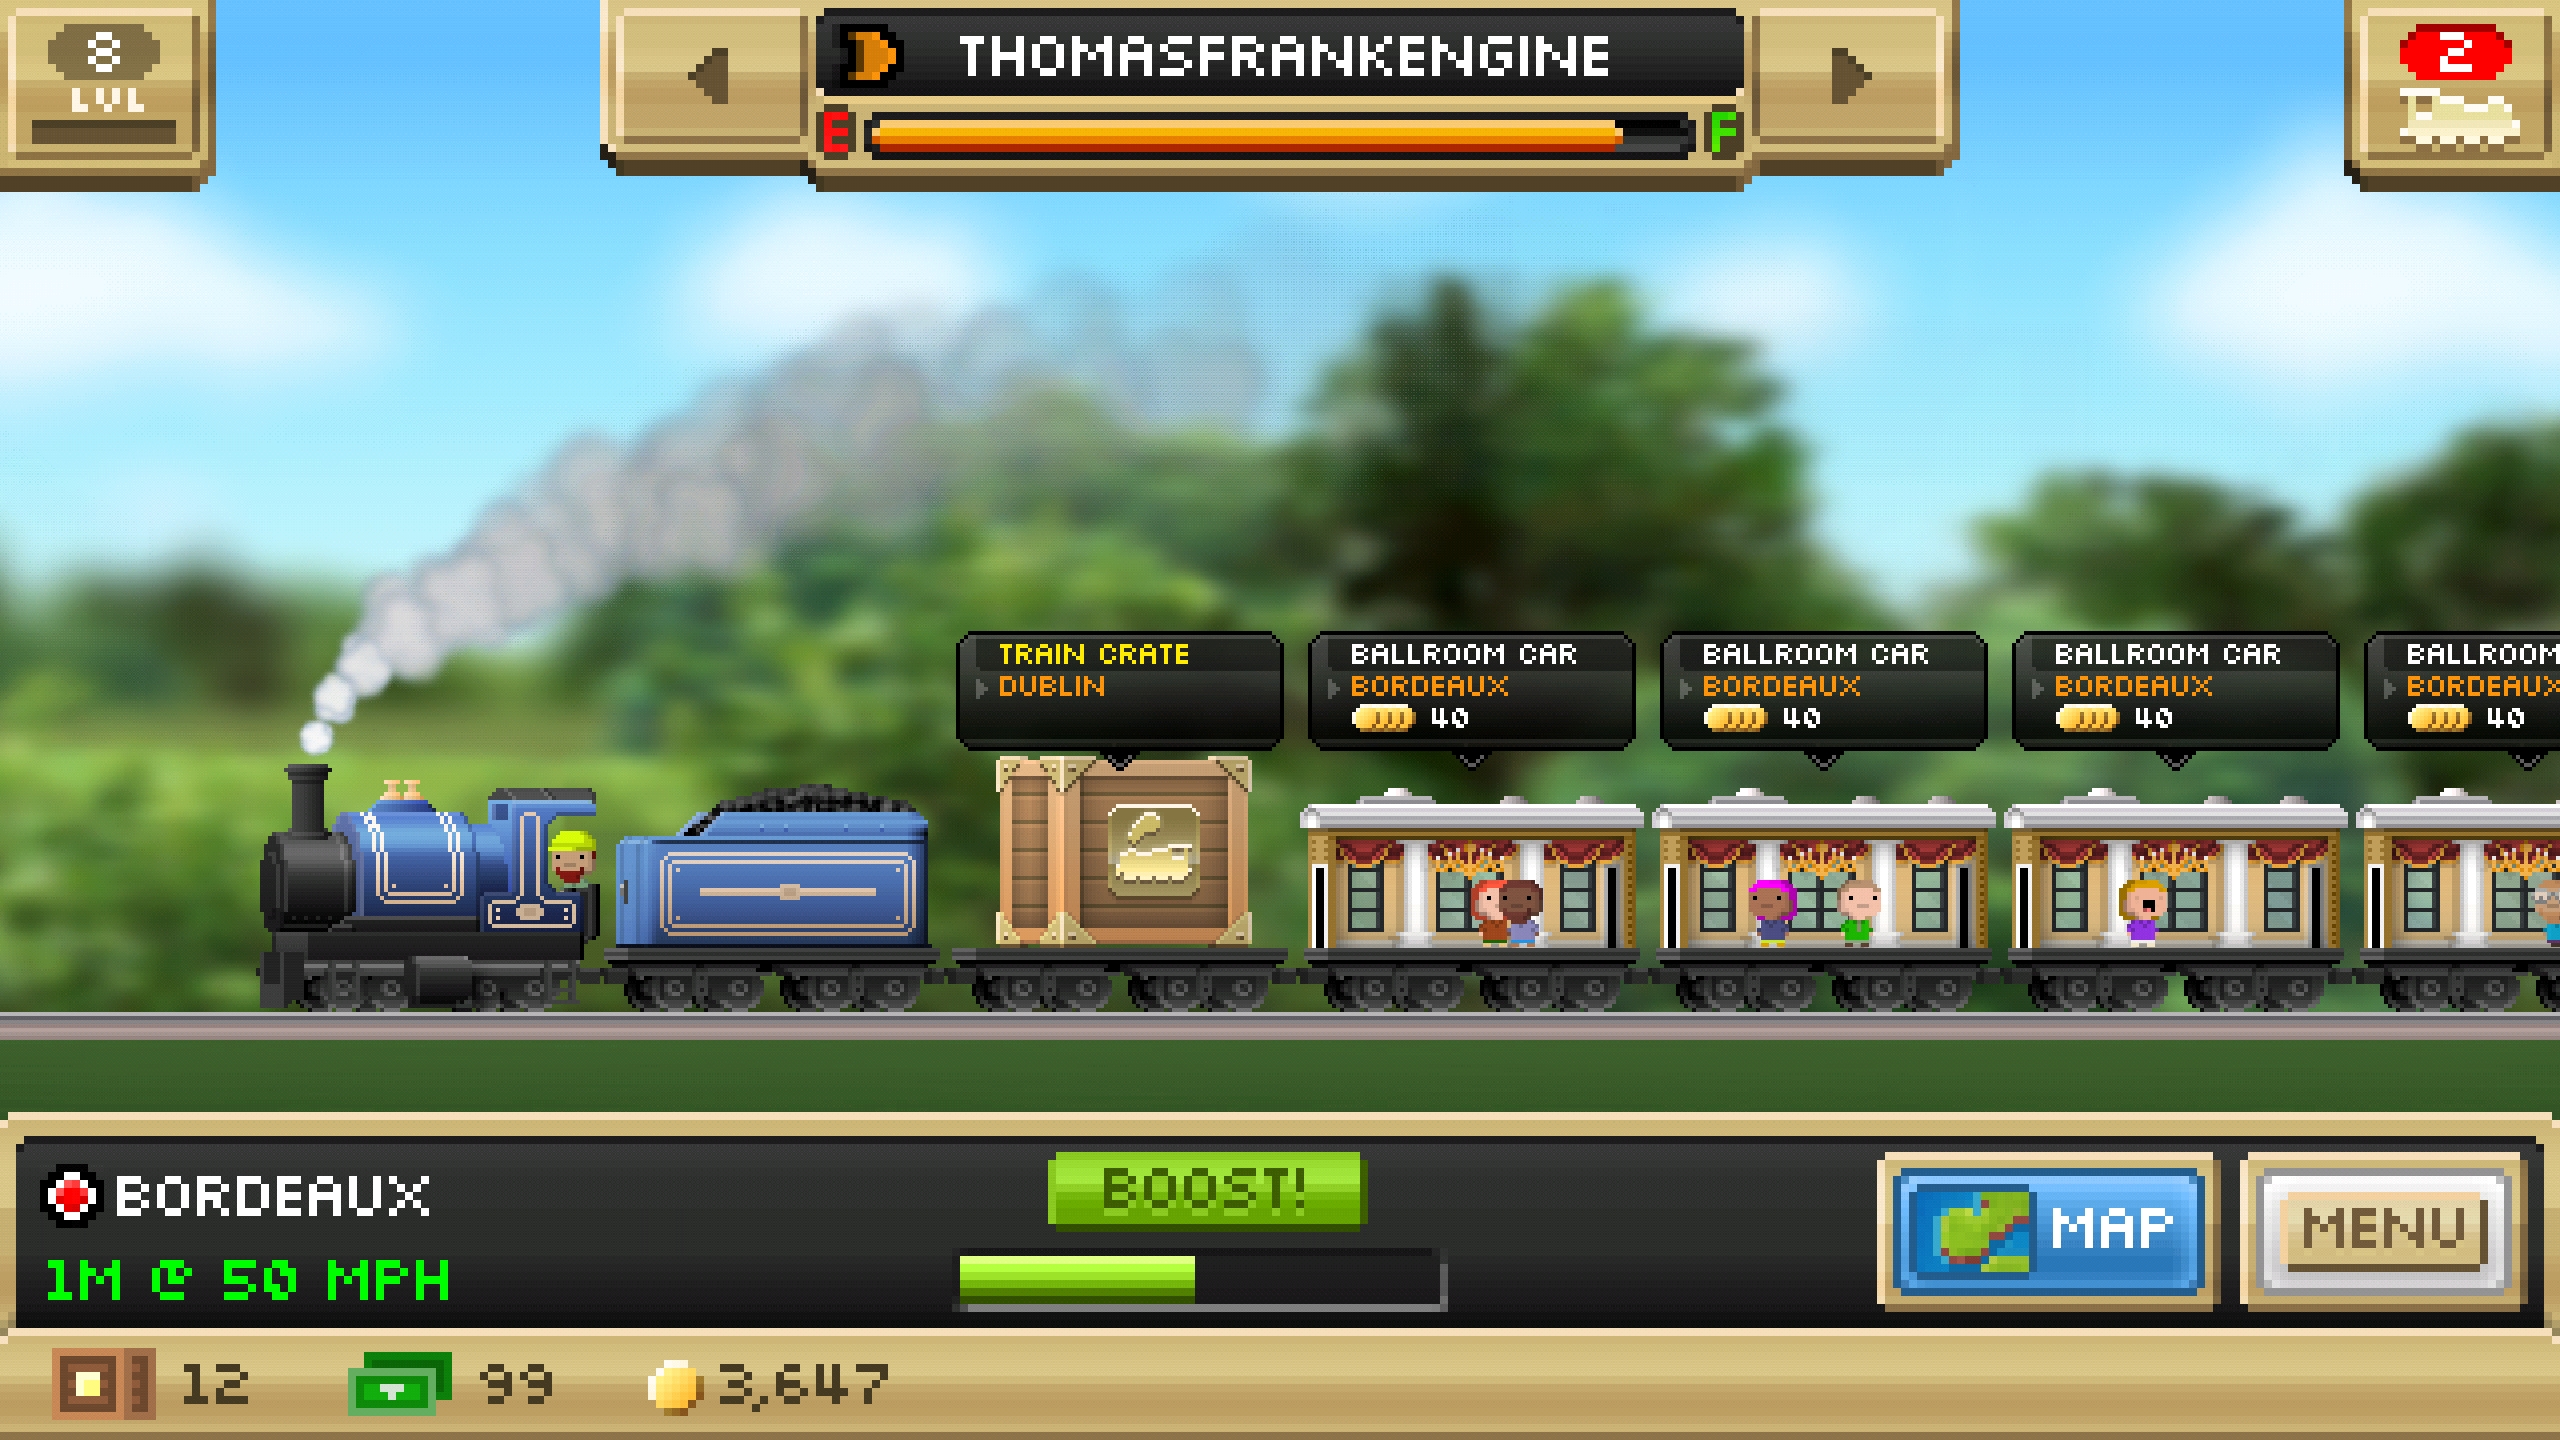 8
LVL
THOMASFRANKENGINE
E F
2
TRAIN CRATE
DUBLIN
BALLROOM CAR
BORDEAUX
40
BALLROOM CAR
BORDEAUX
40
BALLROOM CAR
BORDEAUX
40
BALLROOM
BORDEAUX
40
BORDEAUX
1M @ 50 MPH
BOOST!
MAP
MENU
12
99
3,647